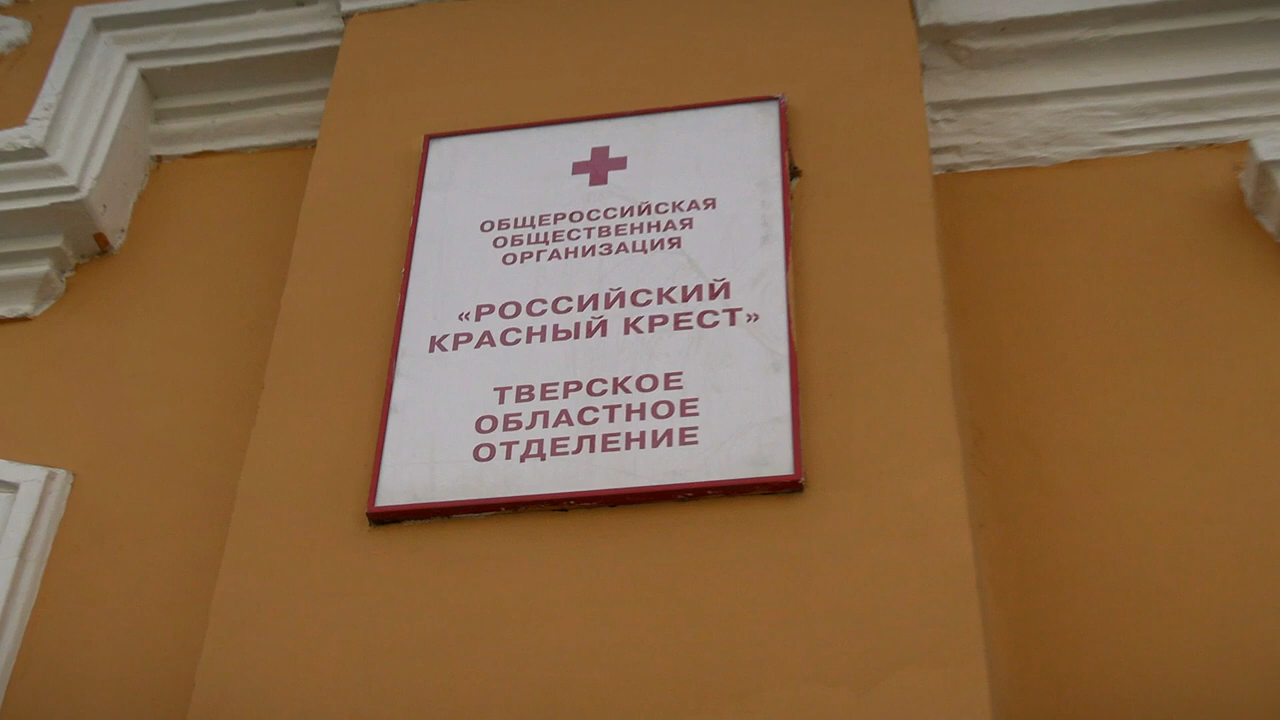 ОБЩЕРОССИЙСКАЯ
ОБЩЕСТВЕННАЯ
ОРГАНИЗАЦИЯ
«РОССИЙСКИЙ
КРАСНЫЙ КРЕСТ»
ТВЕРСКОЕ
ОБЛАСТНОЕ
ОТДЕЛЕНИЕ